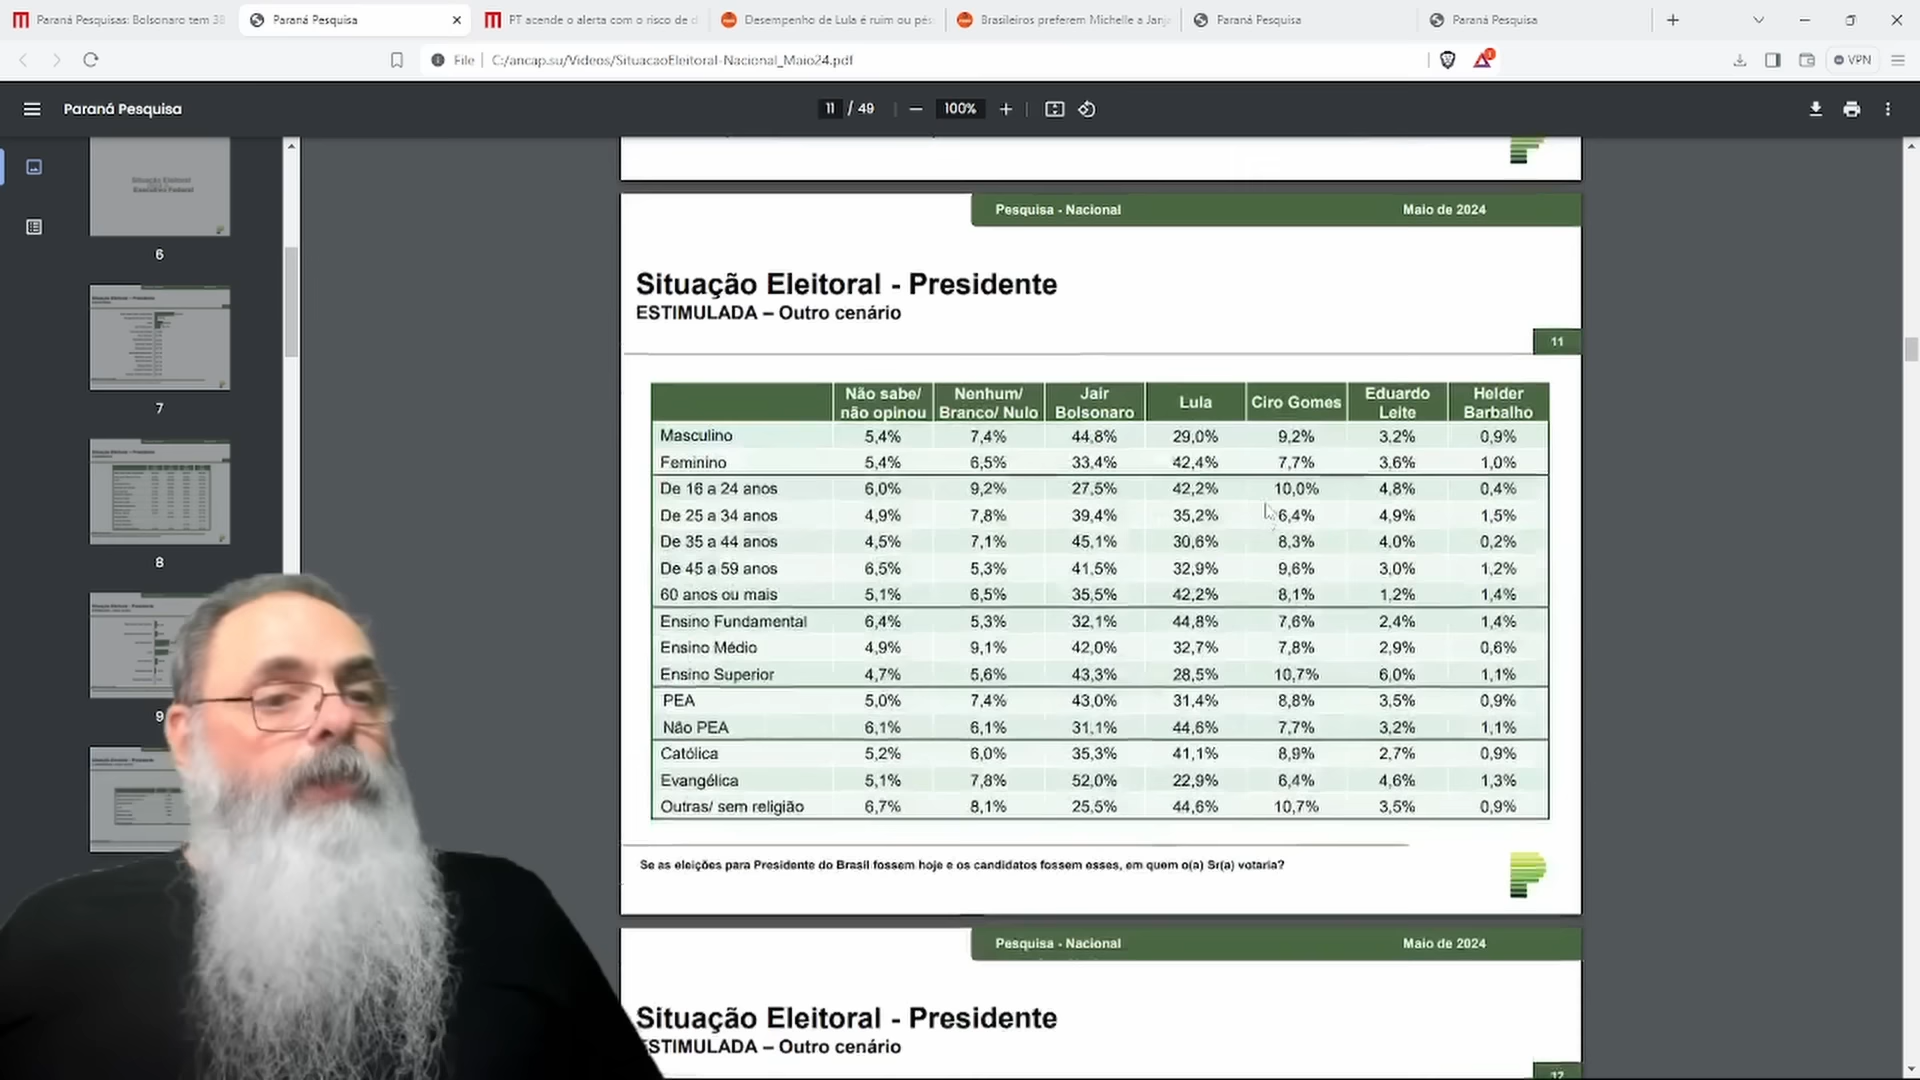 Paraná Pesquisas: Bolsonaro tem 38
Paraná Pesquisa
PT acende o alerta com o risco de d
Desempenho de Lula é ruim ou pés
Brasileiros preferem Michelle a Janja
Paraná Pesquisa
Paraná Pesquisa
File C:/ancap.su/Videos/SituacaoEleitoral-Nacional_Maio24.pdf
VPN
Paraná Pesquisa
11 / 49
100%
Situação Eleitoral
Executivo Federal
6
7
8
9
Pesquisa - Nacional Maio de 2024
Situação Eleitoral - Presidente
ESTIMULADA – Outro cenário
11
Não sabe/ não opinou Nenhum/ Branco/ Nulo Jair Bolsonaro Lula Ciro Gomes Eduardo Leite Helder Barbalho
Masculino 5,4% 7,4% 44,8% 29,0% 9,2% 3,2% 0,9%
Feminino 5,4% 6,5% 33,4% 42,4% 7,7% 3,6% 1,0%
De 16 a 24 anos 6,0% 9,2% 27,5% 42,2% 10,0% 4,8% 0,4%
De 25 a 34 anos 4,9% 7,8% 39,4% 35,2% 6,4% 4,9% 1,5%
De 35 a 44 anos 4,5% 7,1% 45,1% 30,6% 8,3% 4,0% 0,2%
De 45 a 59 anos 6,5% 5,3% 41,5% 32,9% 9,6% 3,0% 1,2%
60 anos ou mais 5,1% 6,5% 35,5% 42,2% 8,1% 1,2% 1,4%
Ensino Fundamental 6,4% 5,3% 32,1% 44,8% 7,6% 2,4% 1,4%
Ensino Médio 4,9% 9,1% 42,0% 32,7% 7,8% 2,9% 0,6%
Ensino Superior 4,7% 5,6% 43,3% 28,5% 10,7% 6,0% 1,1%
PEA 5,0% 7,4% 43,0% 31,4% 8,8% 3,5% 0,9%
Não PEA 6,1% 6,1% 31,1% 44,6% 7,7% 3,2% 1,1%
Católica 5,2% 6,0% 35,3% 41,1% 8,9% 2,7% 0,9%
Evangélica 5,1% 7,8% 52,0% 22,9% 6,4% 4,6% 1,3%
Outras/ sem religião 6,7% 8,1% 25,5% 44,6% 10,7% 3,5% 0,9%
Se as eleições para Presidente do Brasil fossem hoje e os candidatos fossem esses, em quem o(a) Sr(a) votaria?
Pesquisa - Nacional Maio de 2024
Situação Eleitoral - Presidente
ESTIMULADA – Outro cenário
12